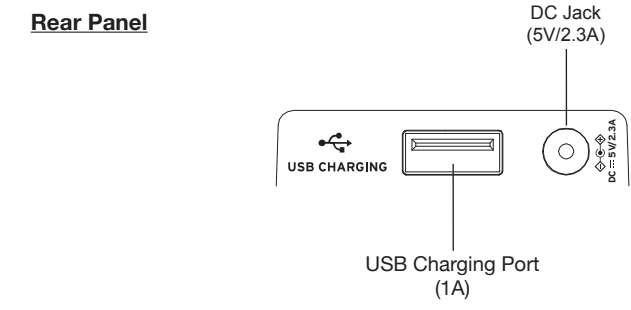 Rear Panel
DC Jack
(5V/2.3A)
USB CHARGING
DC ⎓ 5V/2.3A
USB Charging Port
(1A)